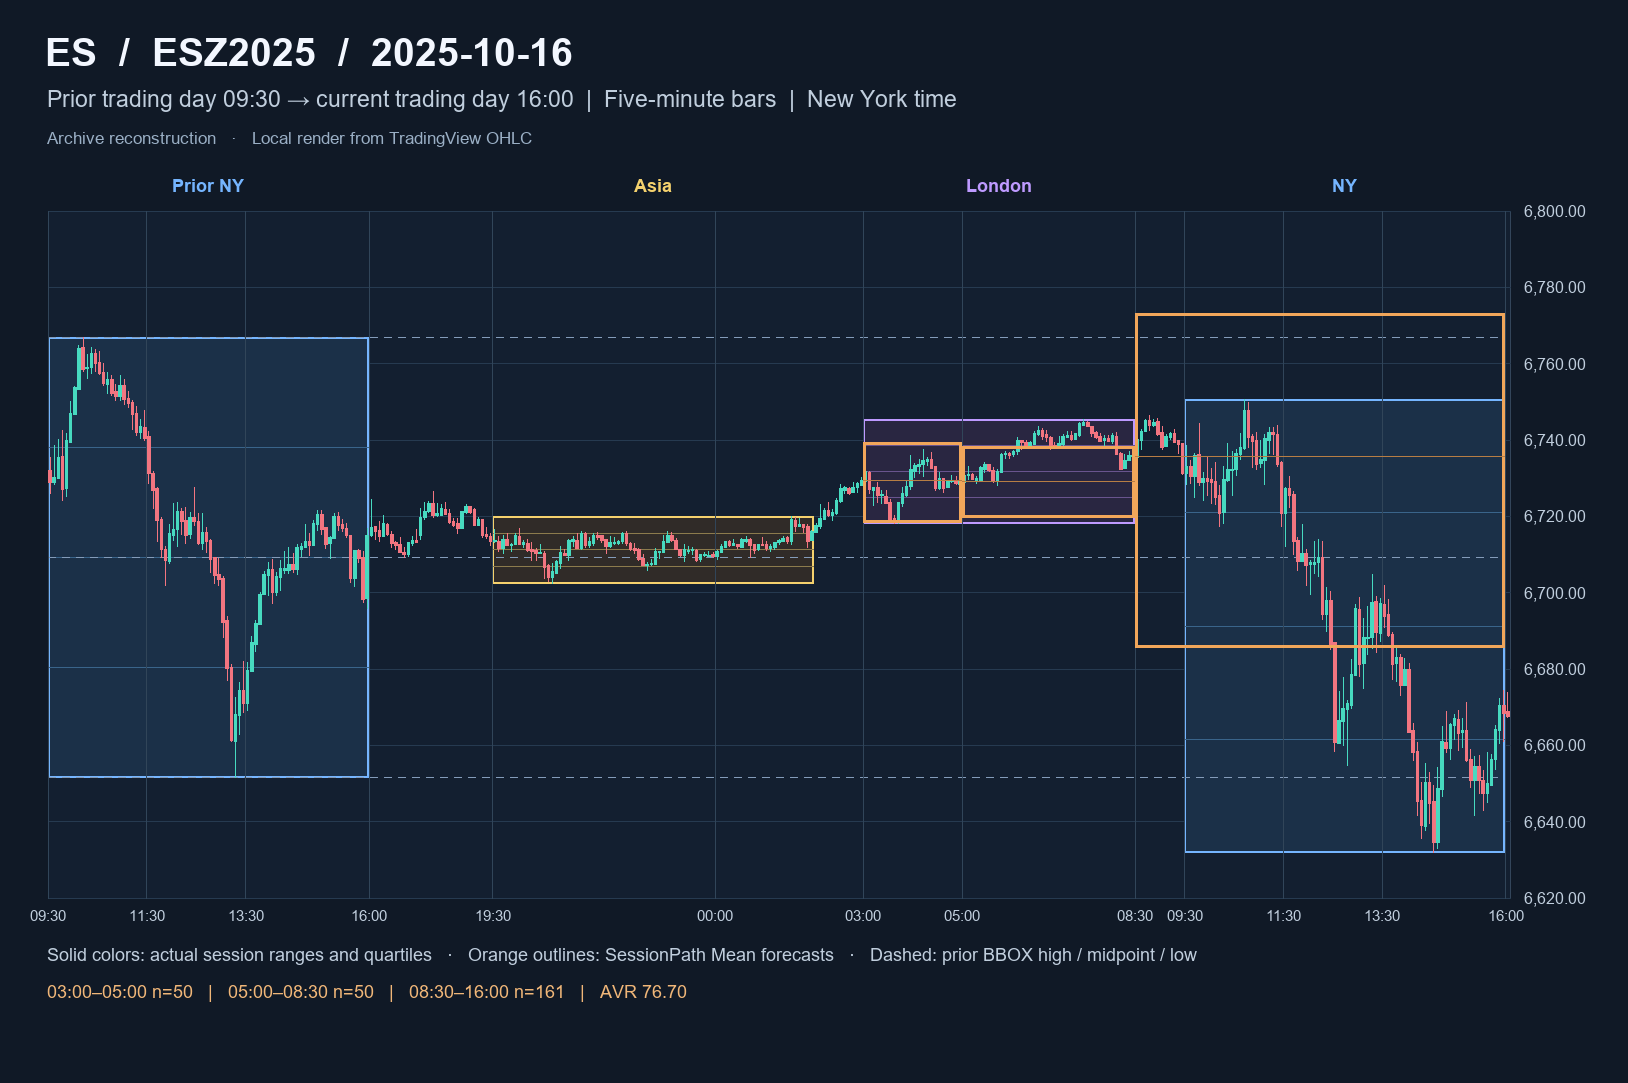 ES / ESZ2025 / 2025-10-16
Prior trading day 09:30 → current trading day 16:00 | Five-minute bars | New York time
Archive reconstruction · Local render from TradingView OHLC
Prior NY Asia London NY
6,800.00
6,780.00
6,760.00
6,740.00
6,720.00
6,700.00
6,680.00
6,660.00
6,640.00
6,620.00
09:30 11:30 13:30 16:00 19:30 00:00 03:00 05:00 08:30 09:30 11:30 13:30 16:00
Solid colors: actual session ranges and quartiles · Orange outlines: SessionPath Mean forecasts · Dashed: prior BBOX high / midpoint / low
03:00–05:00 n=50 | 05:00–08:30 n=50 | 08:30–16:00 n=161 | AVR 76.70